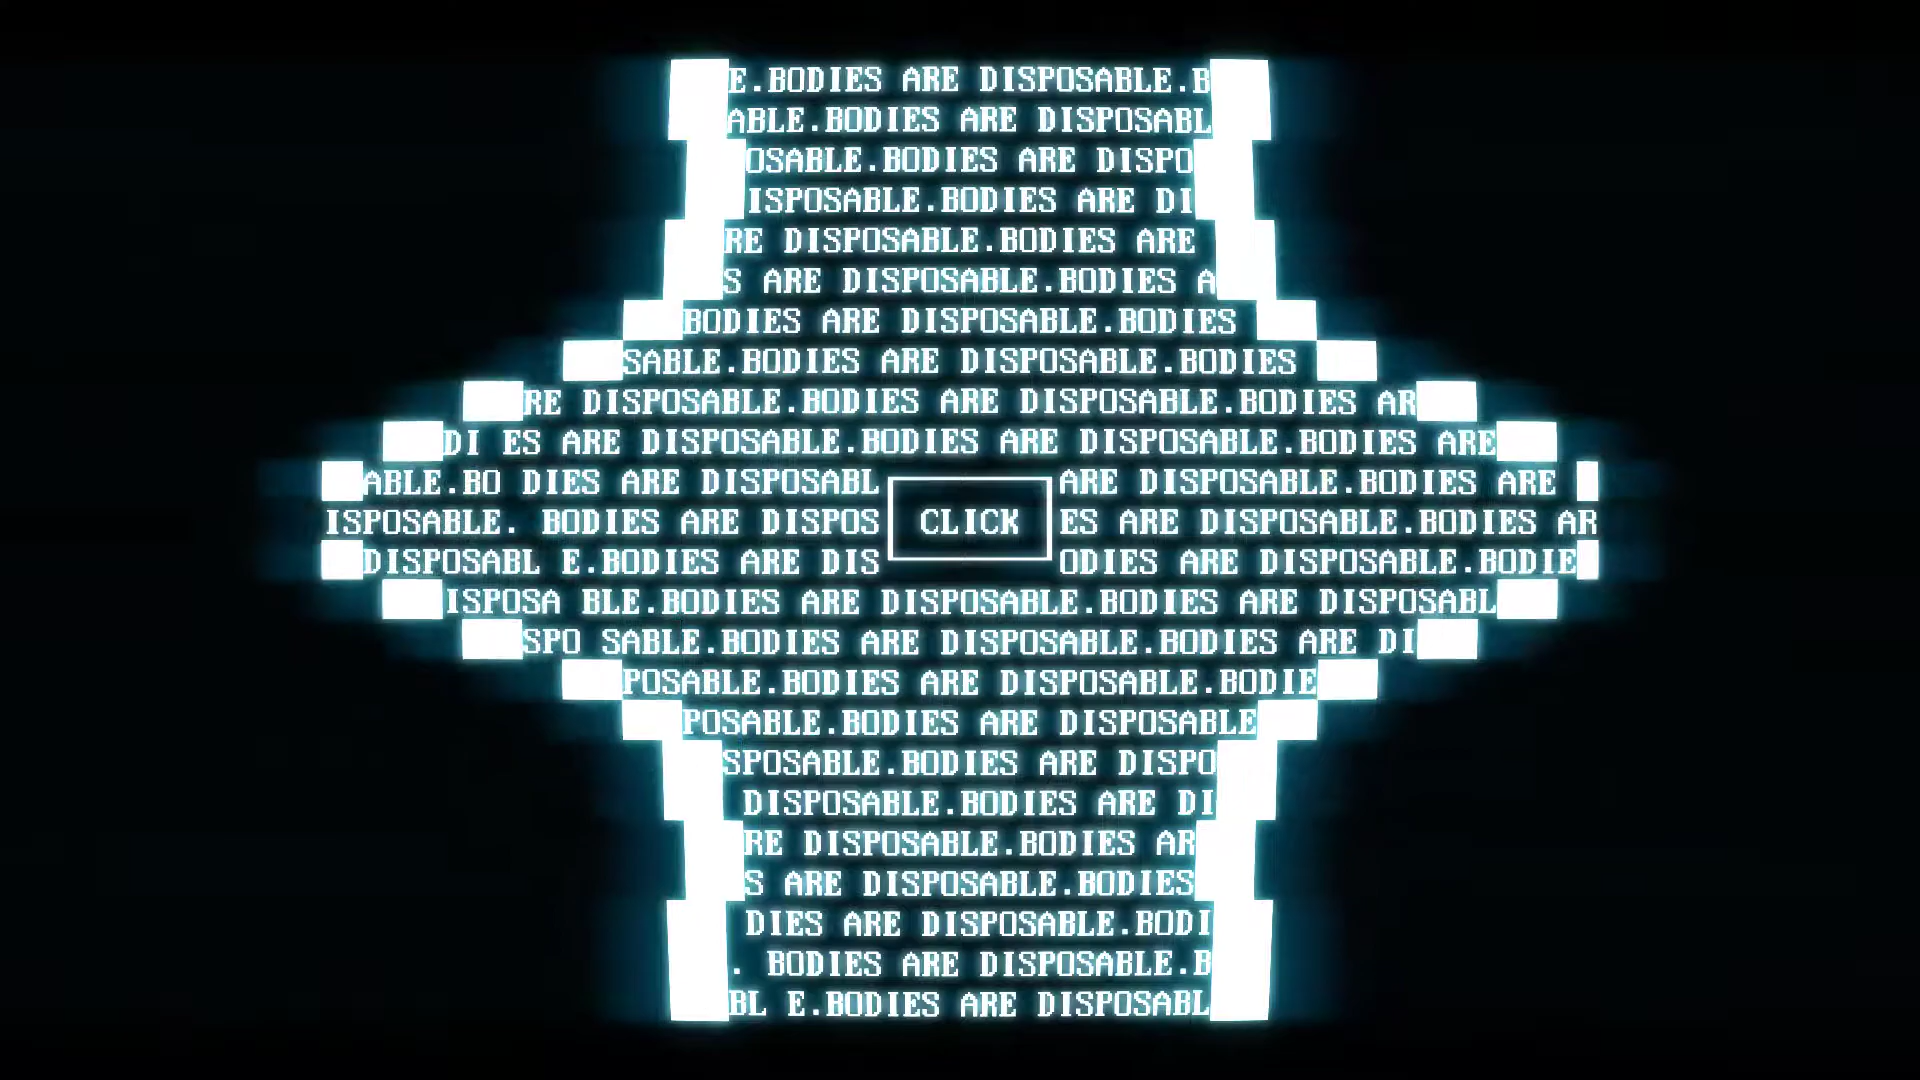 E.BODIES ARE DISPOSABLE.B
ABLE.BODIES ARE DISPOSABL
OSABLE.BODIES ARE DISPO
ISPOSABLE.BODIES ARE DI
RE DISPOSABLE.BODIES ARE
S ARE DISPOSABLE.BODIES A
BODIES ARE DISPOSABLE.BODIES
SABLE.BODIES ARE DISPOSABLE.BODIES
RE DISPOSABLE.BODIES ARE DISPOSABLE.BODIES AR
DI ES ARE DISPOSABLE.BODIES ARE DISPOSABLE.BODIES ARE
ABLE.BO DIES ARE DISPOSABL ARE DISPOSABLE.BODIES ARE
ISPOSABLE. BODIES ARE DISPOS CLICK ES ARE DISPOSABLE.BODIES AR
DISPOSABL E.BODIES ARE DIS ODIES ARE DISPOSABLE.BODIE
ISPOSA BLE.BODIES ARE DISPOSABLE.BODIES ARE DISPOSABL
SPO SABLE.BODIES ARE DISPOSABLE.BODIES ARE DI
POSABLE.BODIES ARE DISPOSABLE.BODIE
POSABLE.BODIES ARE DISPOSABLE
SPOSABLE.BODIES ARE DISPO
DISPOSABLE.BODIES ARE DI
RE DISPOSABLE.BODIES AR
S ARE DISPOSABLE.BODIES
DIES ARE DISPOSABLE.BODI
. BODIES ARE DISPOSABLE.B
BL E.BODIES ARE DISPOSABL